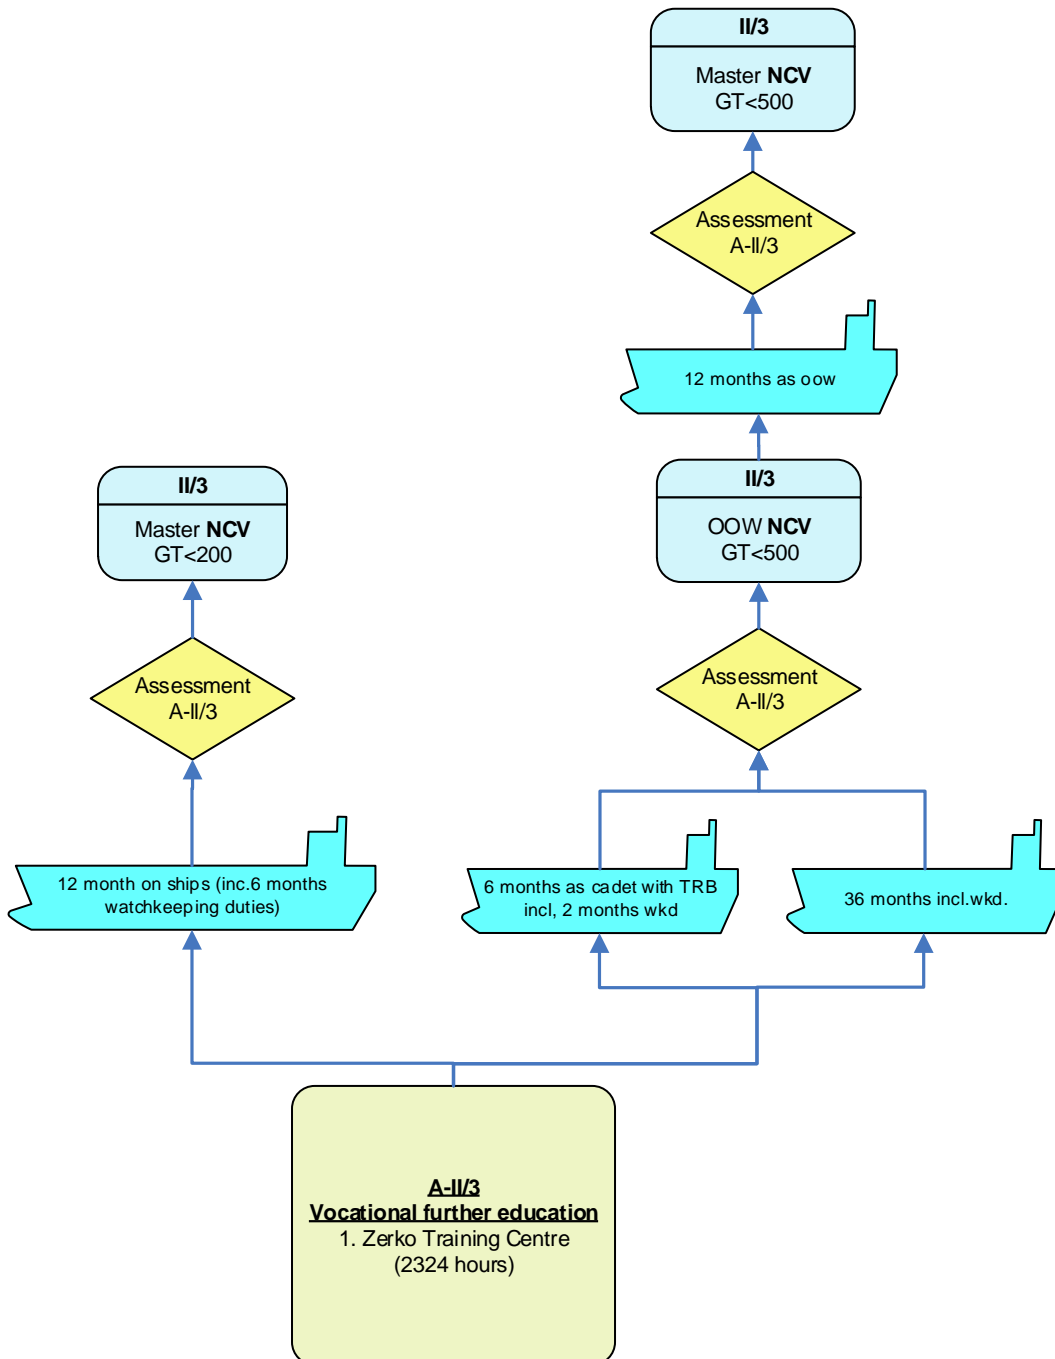 II/3
Master NCV
GT<500
Assessment
A-II/3
12 months as oow
II/3
Master NCV
GT<200
II/3
OOW NCV
GT<500
Assessment
A-II/3
Assessment
A-II/3
12 month on ships (inc.6 months
watchkeeping duties)
6 months as cadet with TRB
incl, 2 months wkd
36 months incl.wkd.
A-II/3
Vocational further education
1. Zerko Training Centre
(2324 hours)